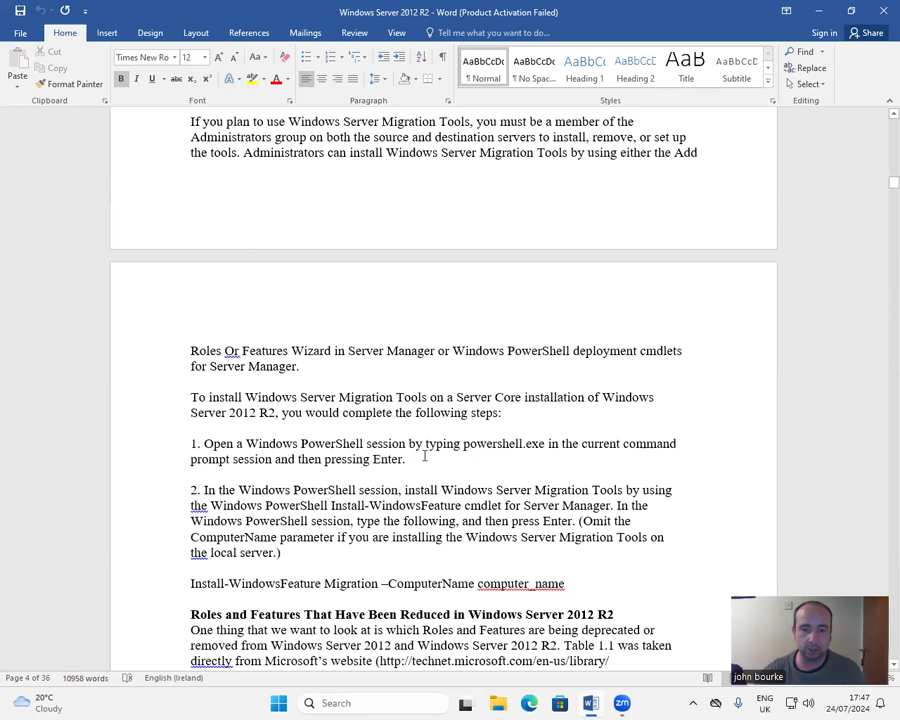 Windows Server 2012 R2 - Word (Product Activation Failed)
File Home Insert Design Layout References Mailings Review View Tell me what you want to do... Sign in Share
Paste Cut Copy Format Painter
Times New Ro 12 Aa
B I U abc x₂ x² A A
AaBbCcDc AaBbCcDc AaBbCc AaBbCcI AaB AaBbCcC
¶ Normal ¶ No Spac... Heading 1 Heading 2 Title Subtitle
Find Replace Select
Clipboard Font Paragraph Styles Editing
If you plan to use Windows Server Migration Tools, you must be a member of the
Administrators group on both the source and destination servers to install, remove, or set up
the tools. Administrators can install Windows Server Migration Tools by using either the Add
Roles Or Features Wizard in Server Manager or Windows PowerShell deployment cmdlets
for Server Manager.
To install Windows Server Migration Tools on a Server Core installation of Windows
Server 2012 R2, you would complete the following steps:
1. Open a Windows PowerShell session by typing powershell.exe in the current command
prompt session and then pressing Enter.
2. In the Windows PowerShell session, install Windows Server Migration Tools by using
the Windows PowerShell Install-WindowsFeature cmdlet for Server Manager. In the
Windows PowerShell session, type the following, and then press Enter. (Omit the
ComputerName parameter if you are installing the Windows Server Migration Tools on
the local server.)
Install-WindowsFeature Migration –ComputerName computer_name
Roles and Features That Have Been Reduced in Windows Server 2012 R2
One thing that we want to look at is which Roles and Features are being deprecated or
removed from Windows Server 2012 and Windows Server 2012 R2. Table 1.1 was taken
directly from Microsoft's website (http://technet.microsoft.com/en-us/library/
john bourke
Page 4 of 36 10958 words English (Ireland) %
20°C
Cloudy
Search
zm
ENG
UK
17:47
24/07/2024